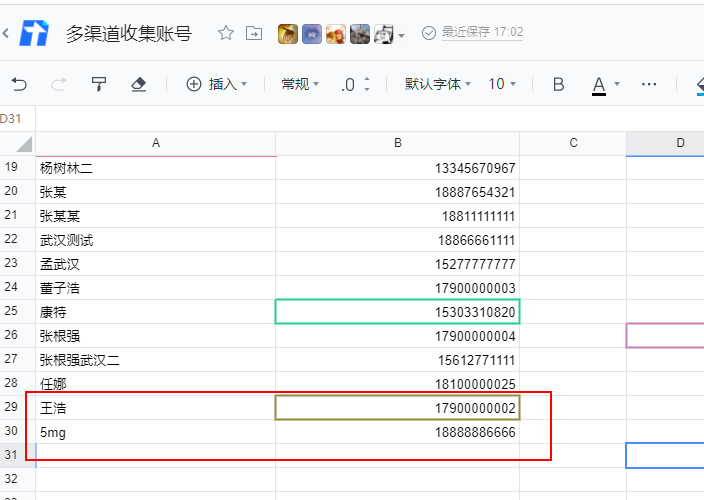 多渠道收集账号
最近保存 17:02
插入 常规 .0 默认字体 10 B A ···
D31
A B C D
19 杨树林二 13345670967
20 张某 18887654321
21 张某某 18811111111
22 武汉测试 18866661111
23 孟武汉 15277777777
24 董子浩 17900000003
25 康特 15303310820
26 张根强 17900000004
27 张根强武汉二 15612771111
28 任娜 18100000025
29 王浩 17900000002
30 5mg 18888886666
31
32